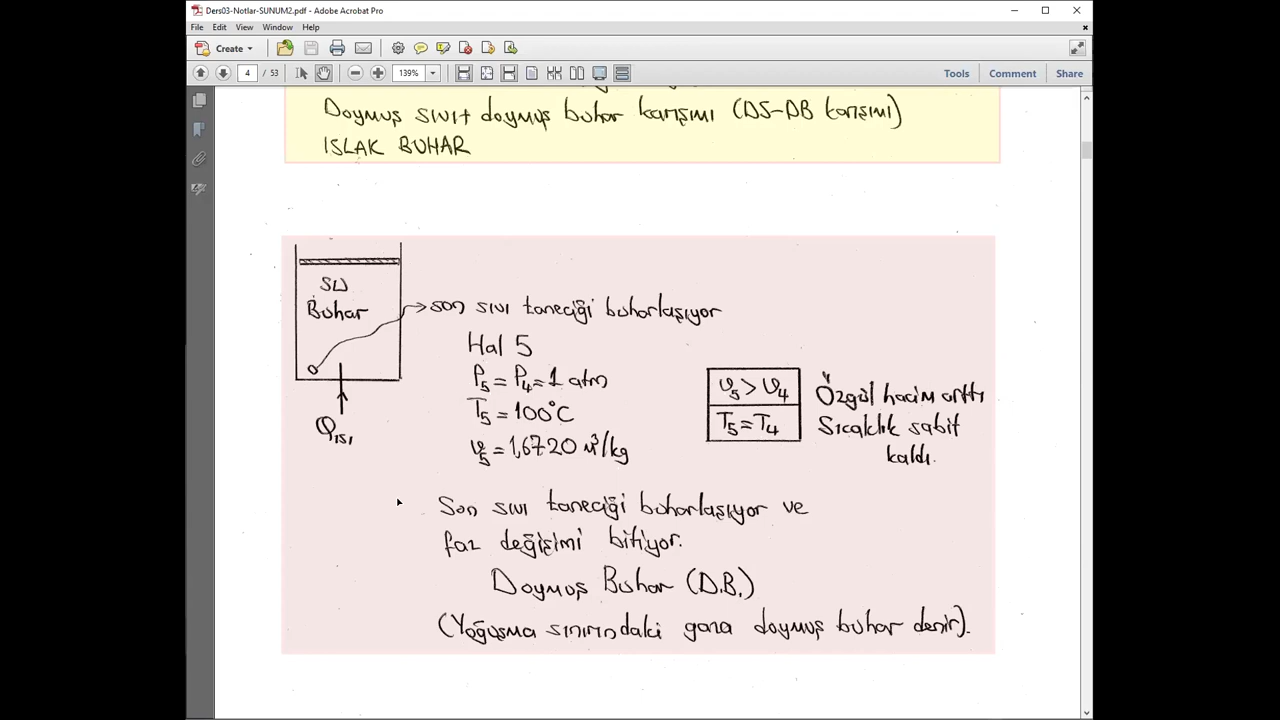 Ders03-Notlar-SUNUM2.pdf - Adobe Acrobat Pro
File Edit View Window Help
Create
4 / 53 139% Tools Comment Share
Doymuş sıvı+ doymuş buhar karışımı (DS-DB karışımı)
ISLAK BUHAR
SU
Buhar
son sıvı taneciği buharlaşıyor
Hal 5
P5 = P4 = 1 atm
T5 = 100°C
v5 = 1,6720 m³/kg
Qısı
v5 > v4 Özgül hacim arttı
T5 = T4 Sıcaklık sabit
kaldı.
Son sıvı taneciği buharlaşıyor ve
faz değişimi bitiyor.
Doymuş Buhar (D.B.)
(Yoğuşma sınırındaki gaza doymuş buhar denir).